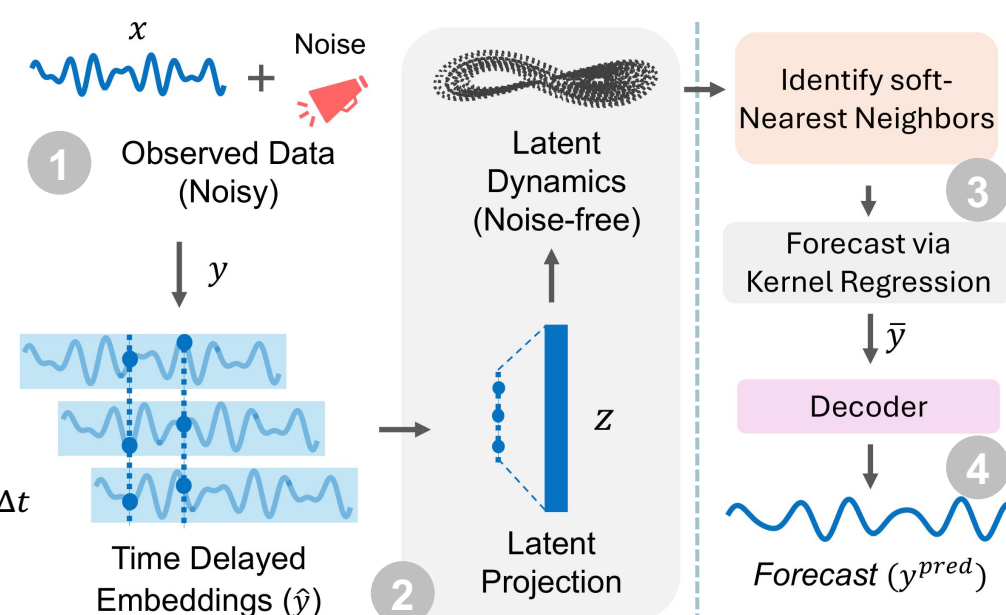 x
Noise
+
1
Observed Data
(Noisy)
y
Δt
Time Delayed
Embeddings (ŷ)
2
Latent
Dynamics
(Noise-free)
z
Latent
Projection
Identify soft-
Nearest Neighbors
3
Forecast via
Kernel Regression
ȳ
Decoder
4
Forecast (y^{pred})